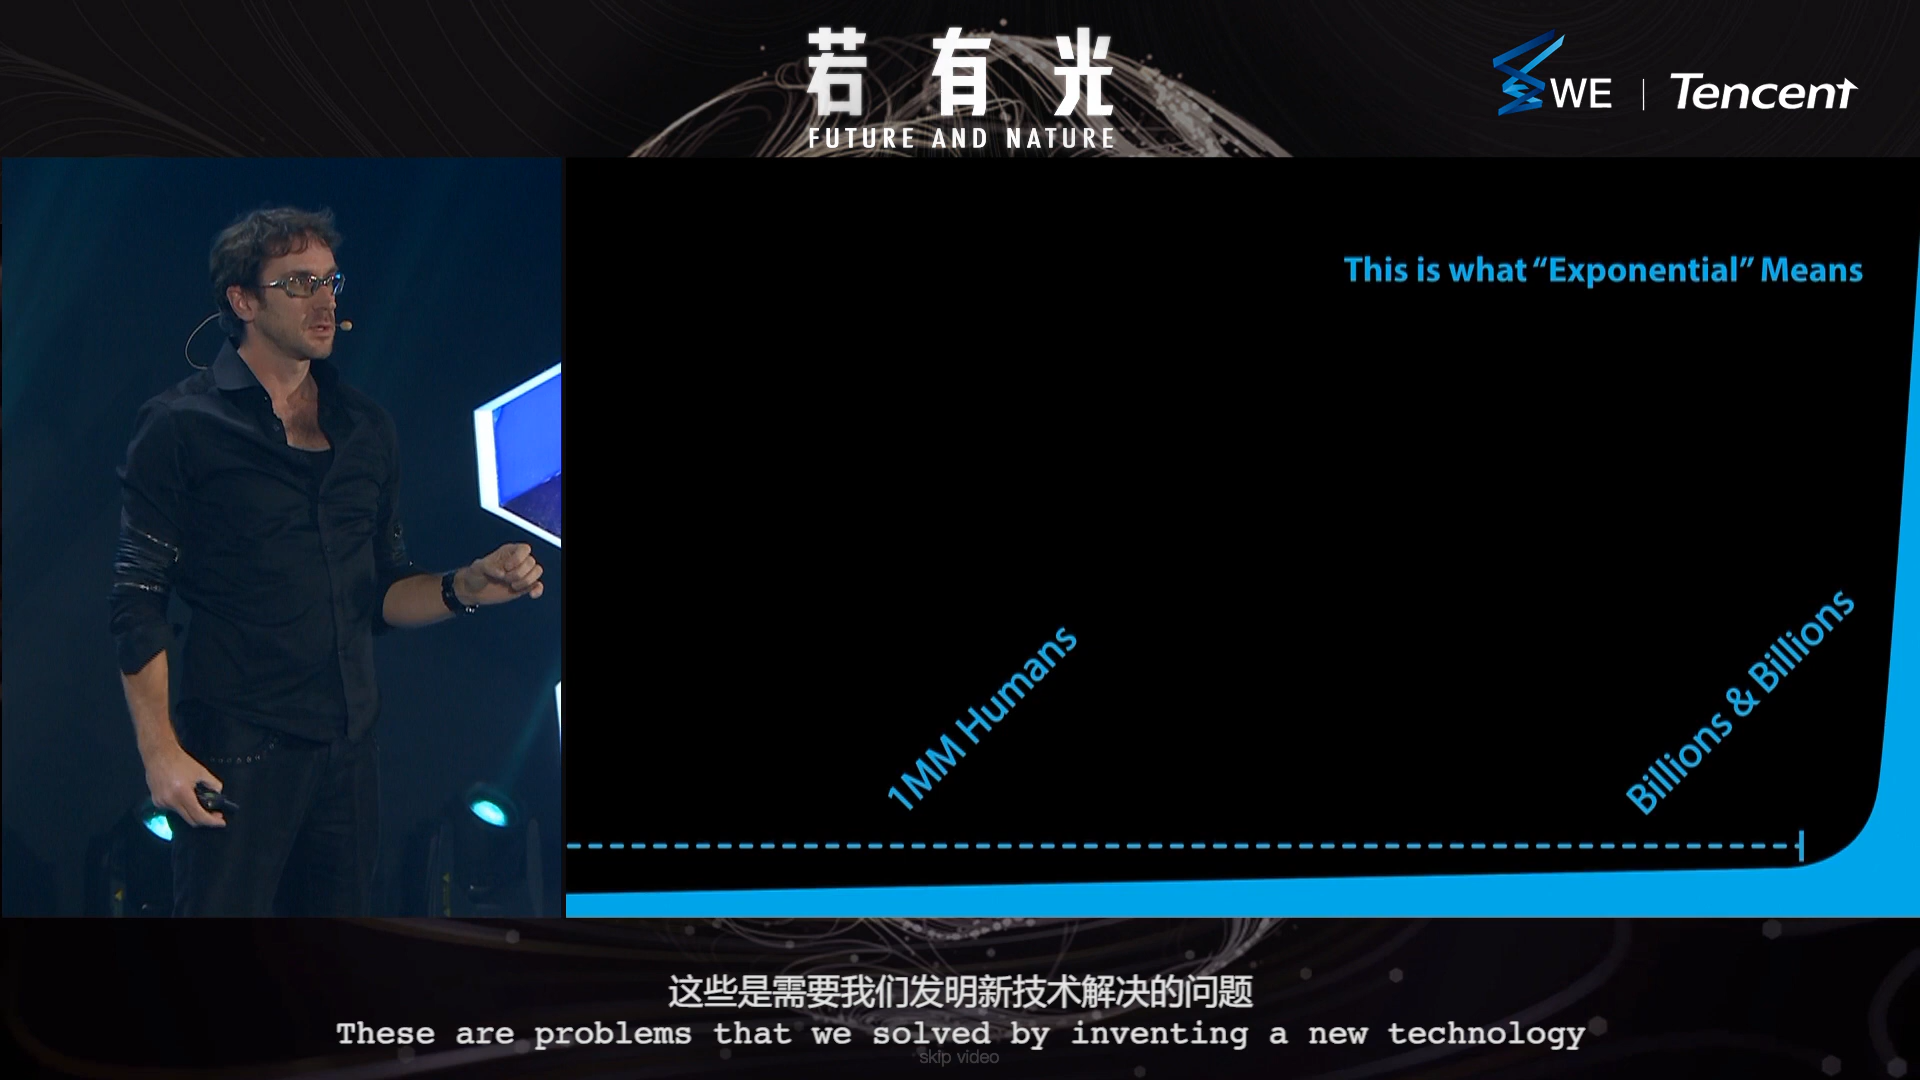 若有光
FUTURE AND NATURE
WE | Tencent
This is what “Exponential” Means
1MM Humans
Billions & Billions
这些是需要我们发明新技术解决的问题
These are problems that we solved by inventing a new technology
skip video